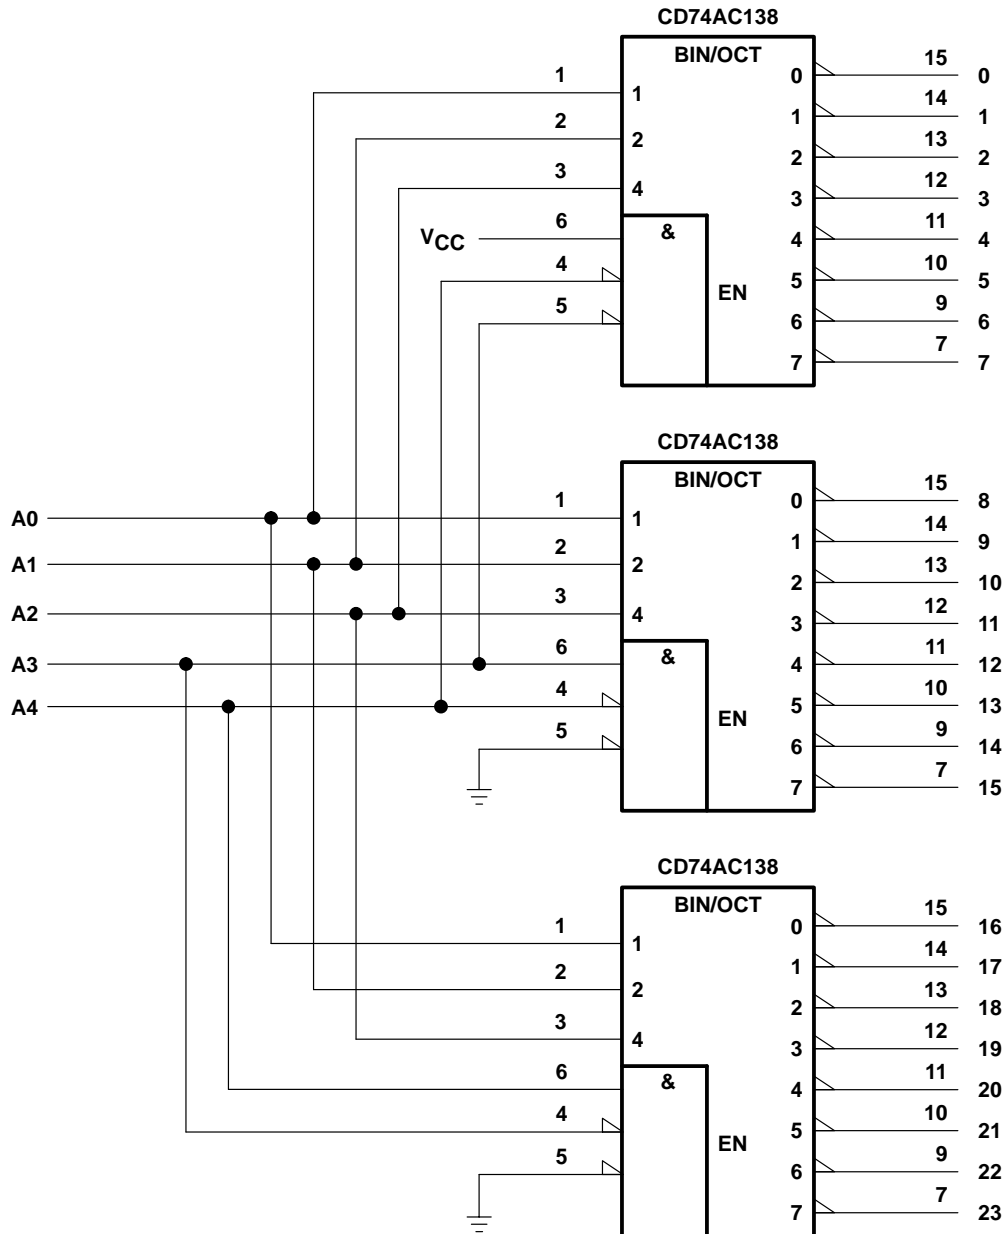 CD74AC138
BIN/OCT
1 1 0 15 0
2 2 1 14 1
3 4 2 13 2
3 12 3
VCC 6 & 4 11 4
4 EN 5 10 5
5 6 9 6
7 7 7
CD74AC138
BIN/OCT
A0 1 1 0 15 8
A1 2 2 1 14 9
A2 3 4 2 13 10
3 12 11
A3 6 & 4 11 12
A4 4 EN 5 10 13
5 6 9 14
7 7 15
CD74AC138
BIN/OCT
1 1 0 15 16
2 2 1 14 17
3 4 2 13 18
3 12 19
6 & 4 11 20
4 EN 5 10 21
5 6 9 22
7 7 23